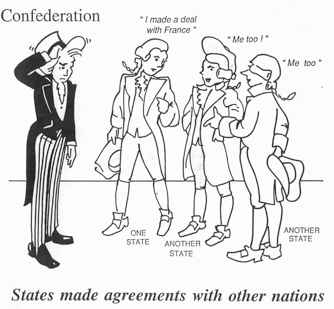 Confederation
" I made a deal
with France "
" Me too ! "
" Me too "
ONE
STATE
ANOTHER
STATE
ANOTHER
STATE
States made agreements with other nations